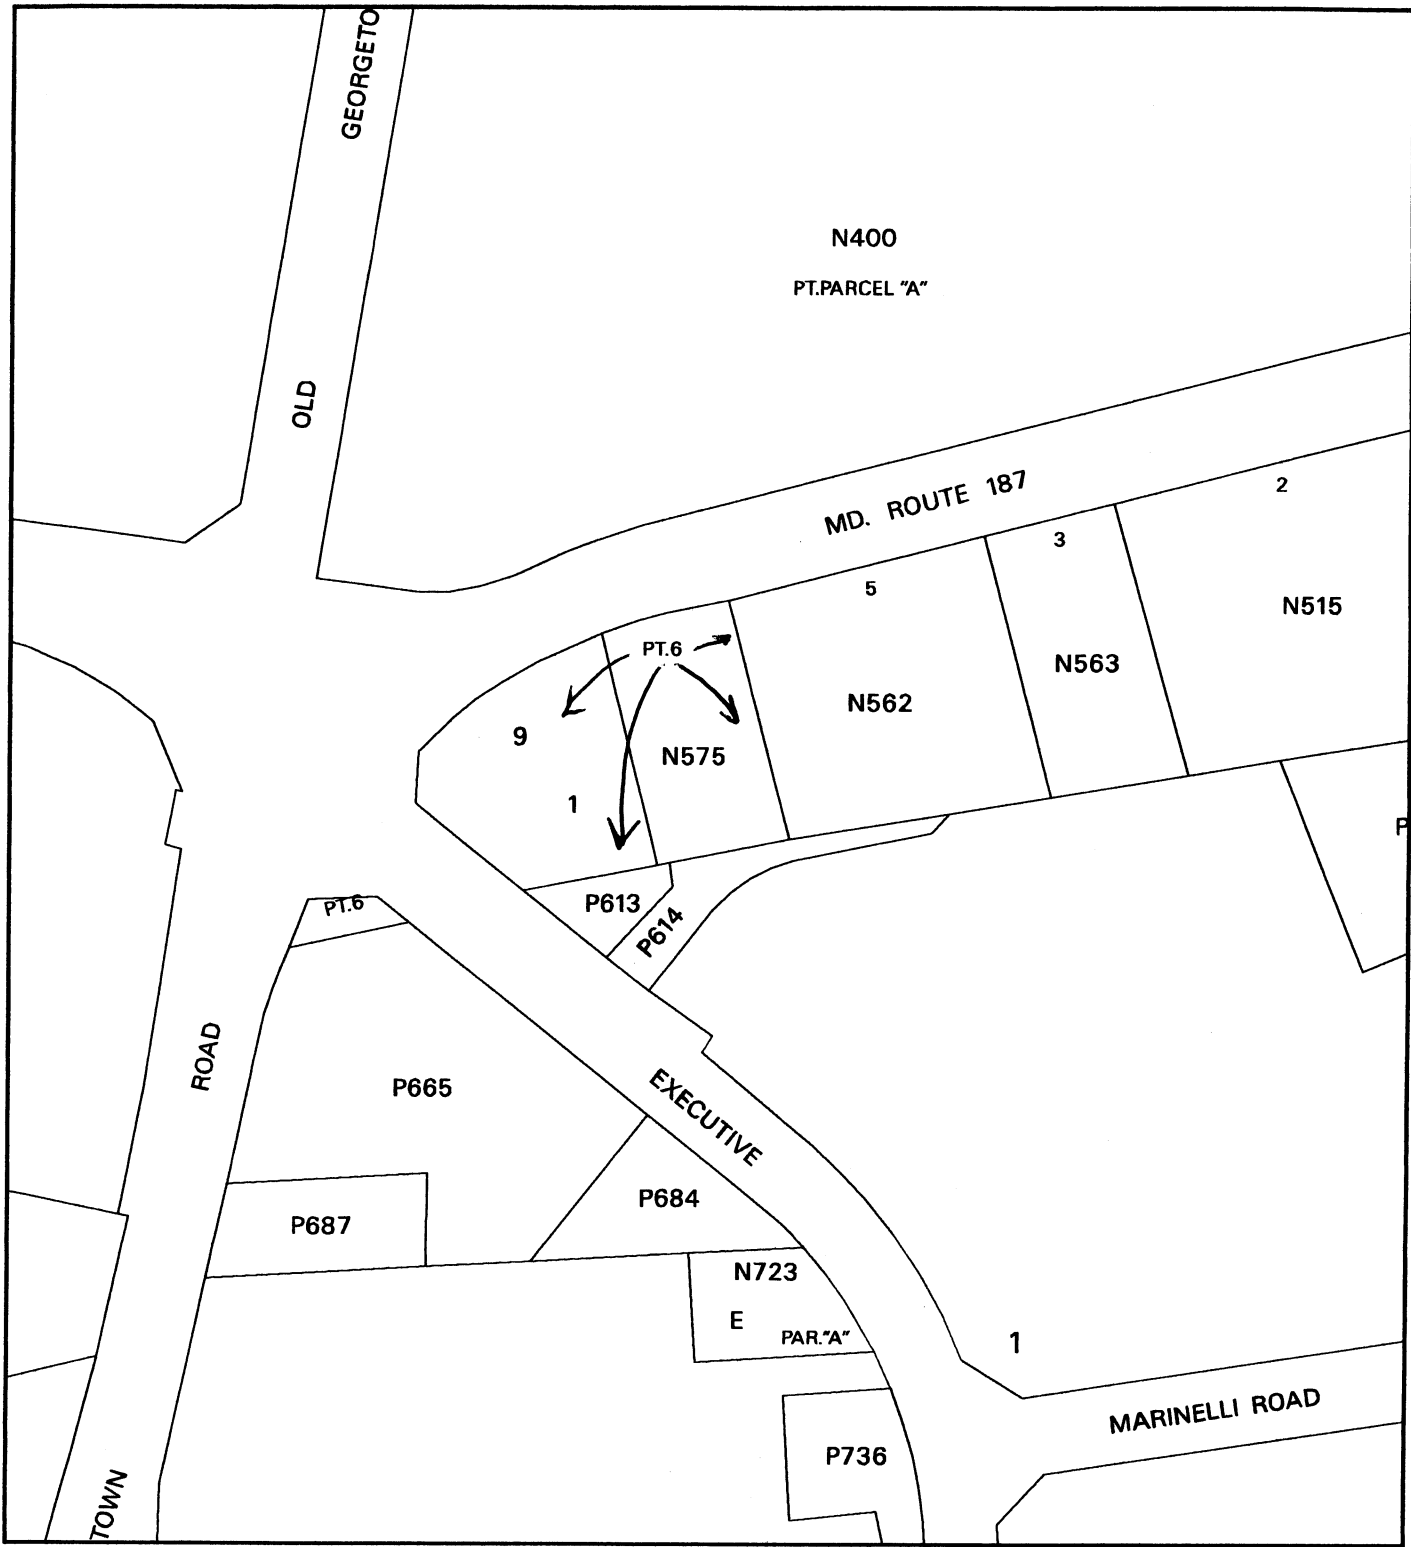 GEORGETO
N400
PT.PARCEL "A"
OLD
MD. ROUTE 187
2
3
5
N515
PT.6
N563
N562
9
N575
1
P
P613
PT.6
P614
ROAD
P665
EXECUTIVE
P684
P687
N723
E
PAR."A"
1
MARINELLI ROAD
P736
TOWN